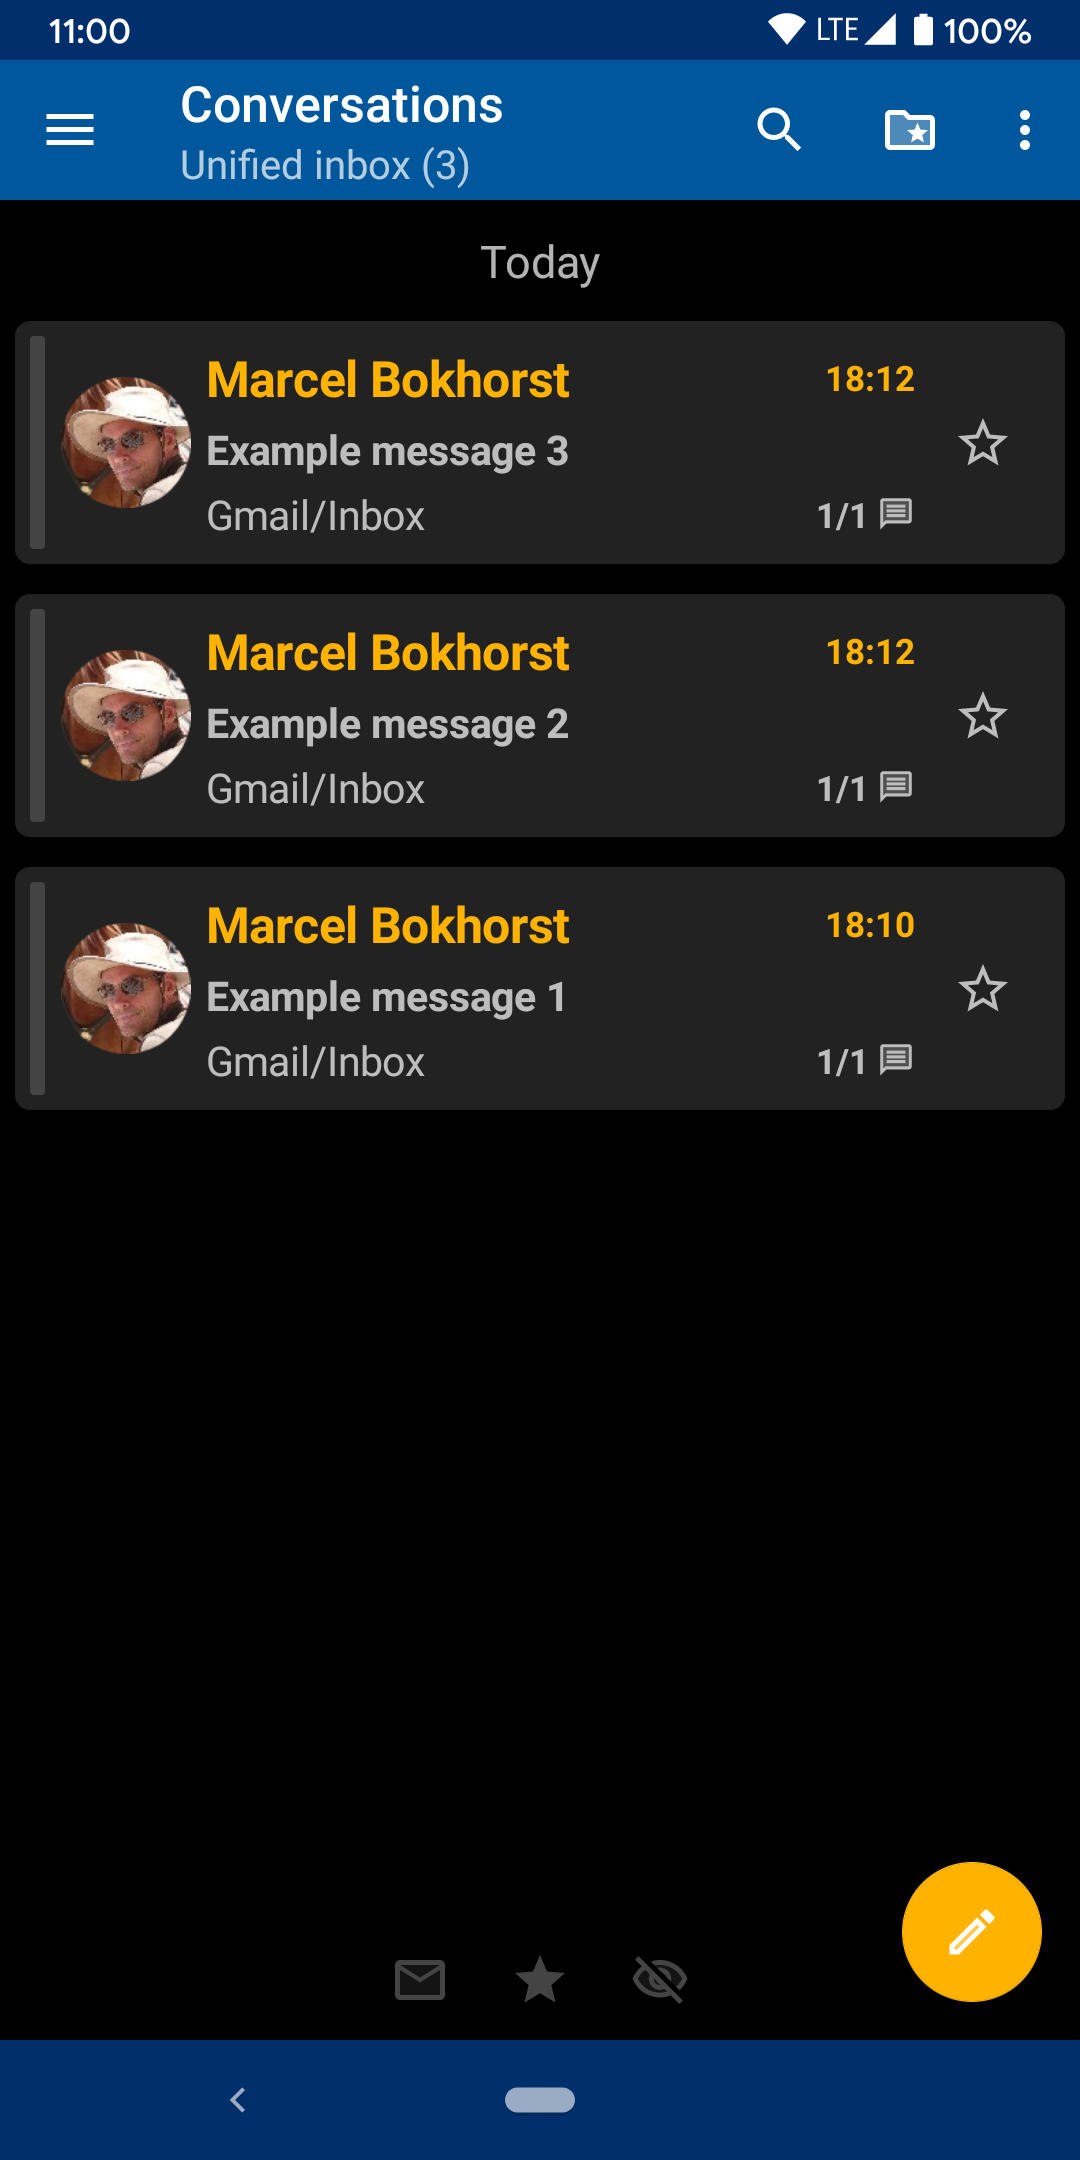 11:00 LTE 100%
Conversations
Unified inbox (3)
Today
Marcel Bokhorst 18:12
Example message 3
Gmail/Inbox 1/1
Marcel Bokhorst 18:12
Example message 2
Gmail/Inbox 1/1
Marcel Bokhorst 18:10
Example message 1
Gmail/Inbox 1/1